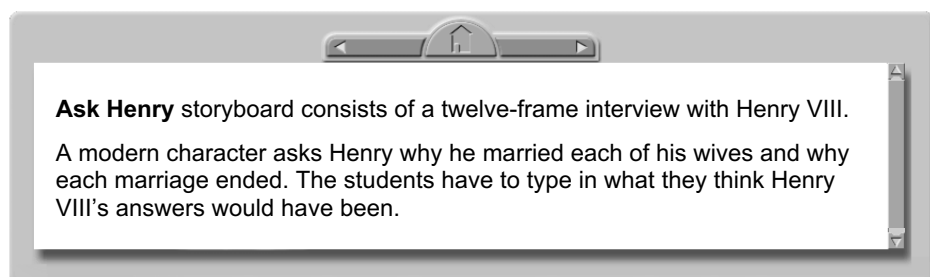 Ask Henry storyboard consists of a twelve-frame interview with Henry VIII.
A modern character asks Henry why he married each of his wives and why
each marriage ended. The students have to type in what they think Henry
VIII's answers would have been.